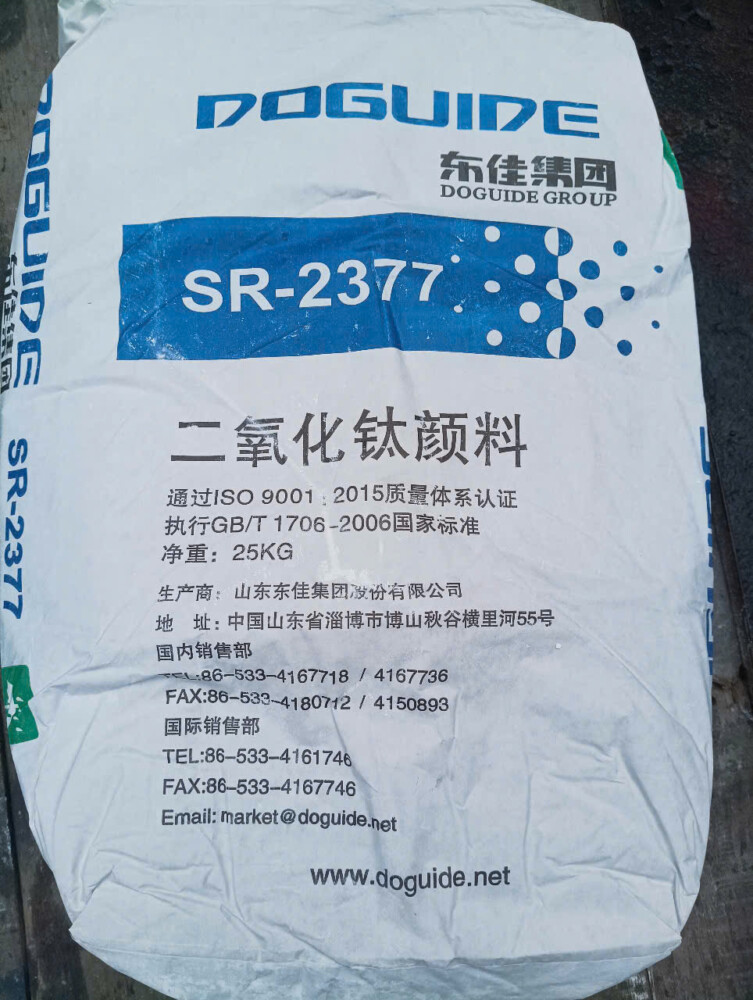 DOGUIDE
东佳集团
DOGUIDE GROUP
SR-2377
二氧化钛颜料
通过ISO 9001:2015质量体系认证
执行GB/T 1706-2006国家标准
净重:25KG
生产商:山东东佳集团股份有限公司
地 址:中国山东省淄博市博山秋谷横里河55号
国内销售部
TEL:86-533-4167718 / 4167736
FAX:86-533-4180712 / 4150893
国际销售部
TEL:86-533-4161746
FAX:86-533-4167746
Email: market@doguide.net
www.doguide.net
DOGUIDE
东佳集团
SR-2377